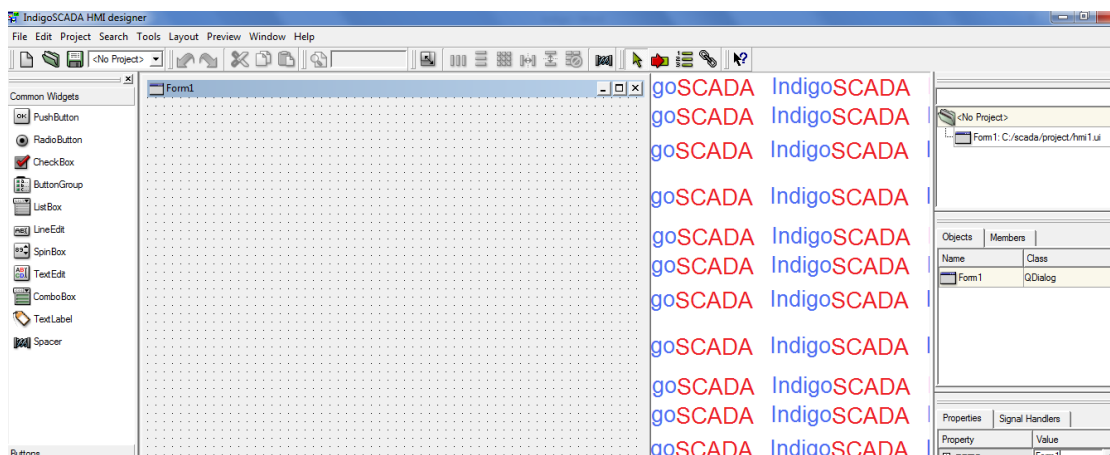 IndigoSCADA HMI designer
File Edit Project Search Tools Layout Preview Window Help
<No Project>
Common Widgets
OK PushButton
RadioButton
CheckBox
ButtonGroup
ListBox
LineEdit
SpinBox
TextEdit
ComboBox
TextLabel
Spacer
Buttons
Form1
goSCADA IndigoSCADA
goSCADA IndigoSCADA
goSCADA IndigoSCADA
goSCADA IndigoSCADA
goSCADA IndigoSCADA
goSCADA IndigoSCADA
goSCADA IndigoSCADA
goSCADA IndigoSCADA
goSCADA IndigoSCADA
goSCADA IndigoSCADA
goSCADA IndigoSCADA
<No Project>
Form1: C:/scada/project/hmi1.ui
Objects Members
Name Class
Form1 QDialog
Properties Signal Handlers
Property Value
Form1